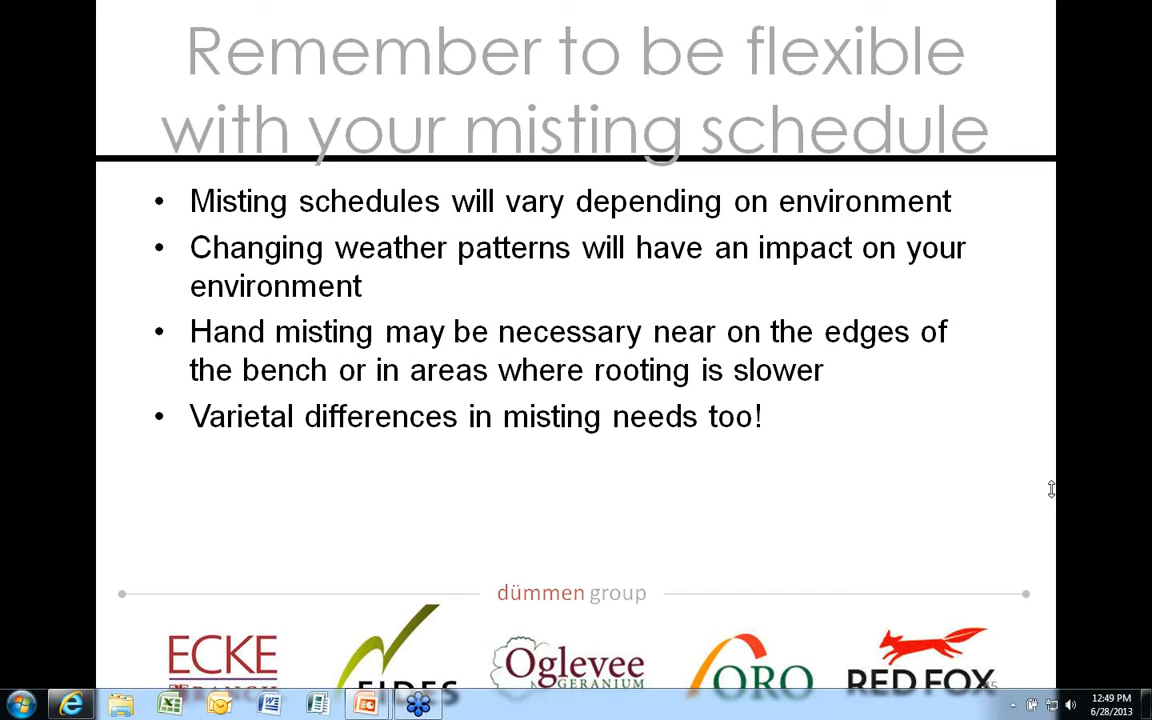 Remember to be flexible
with your misting schedule
• Misting schedules will vary depending on environment
• Changing weather patterns will have an impact on your
environment
• Hand misting may be necessary near on the edges of
the bench or in areas where rooting is slower
• Varietal differences in misting needs too!
dümmen group
ECKE
FIDES
Oglevee
GERANIUM
ORO
RED FOX
12:49 PM
6/28/2013